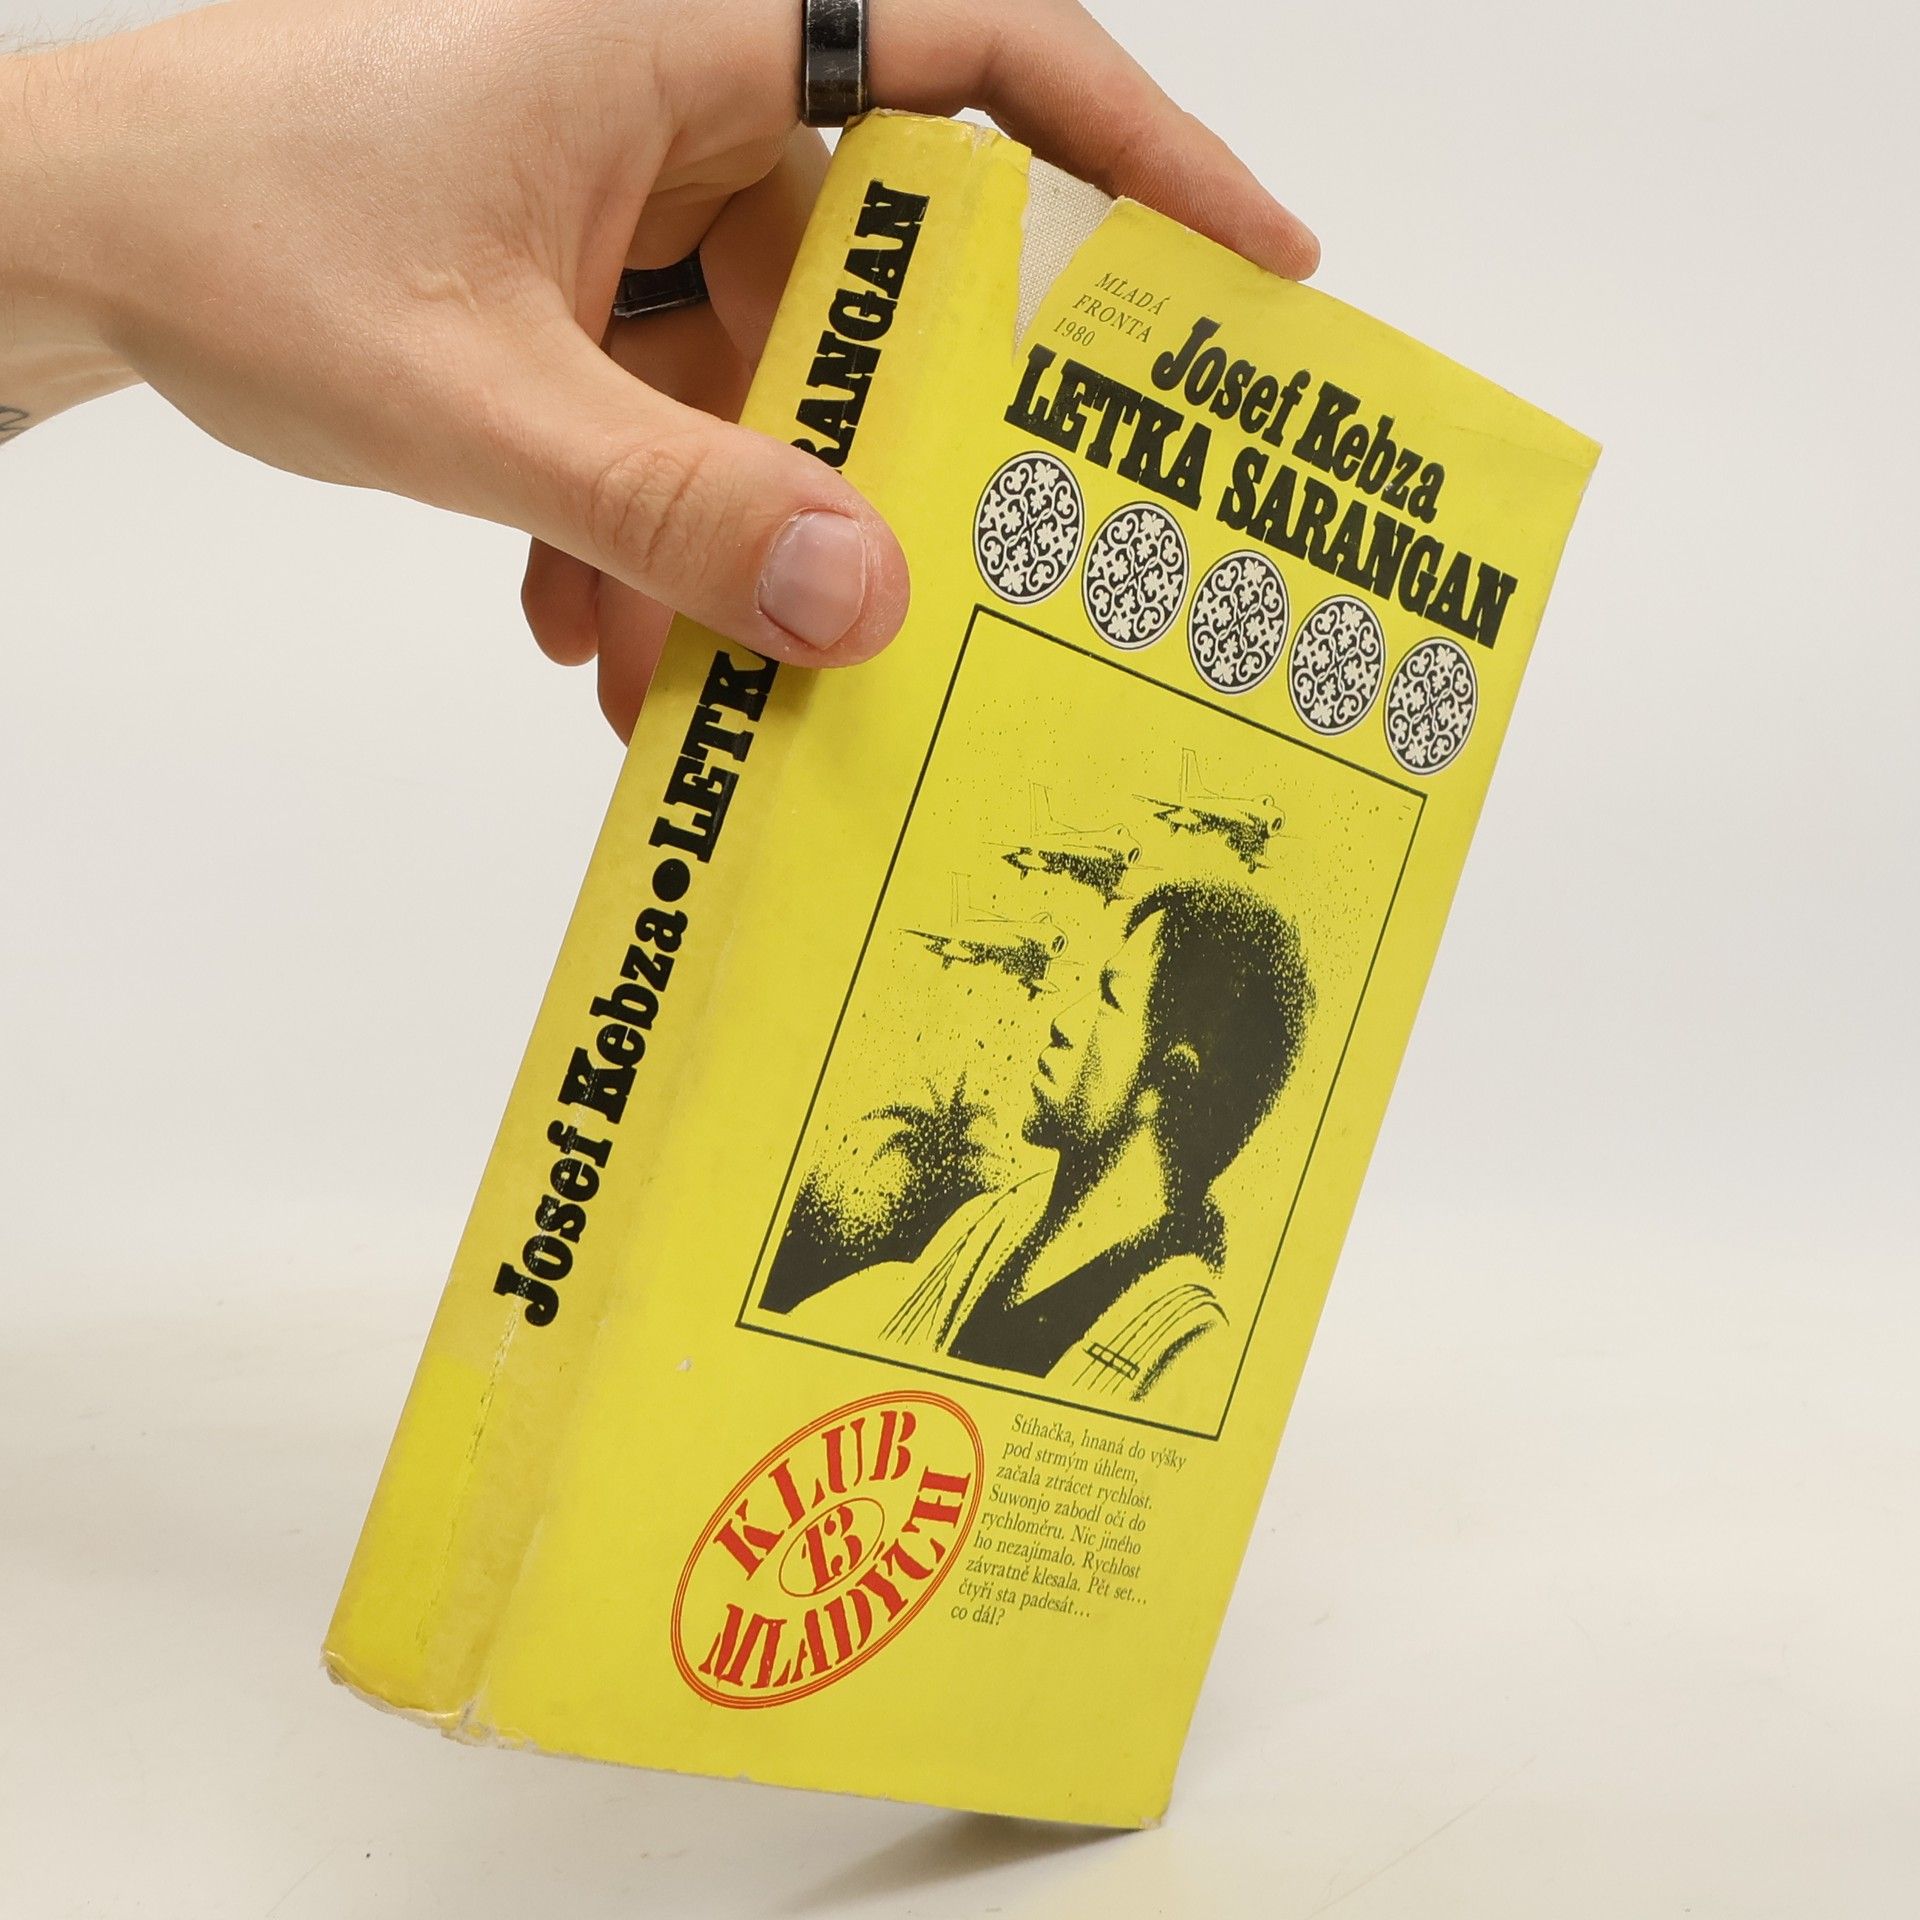 Josef Kebza ● LETKA SARANGAN
MLADÁ
FRONTA
1980
Josef Kebza
LETKA SARANGAN
KLUB
13
MLADÝCH
Stíhačka, hnaná do výšky
pod strmým úhlem,
začala ztrácet rychlost.
Suwonjo zabodl oči do
rychloměru. Nic jiného
ho nezajímalo. Rychlost
závratně klesala. Pět set...
čtyři sta padesát...
co dál?